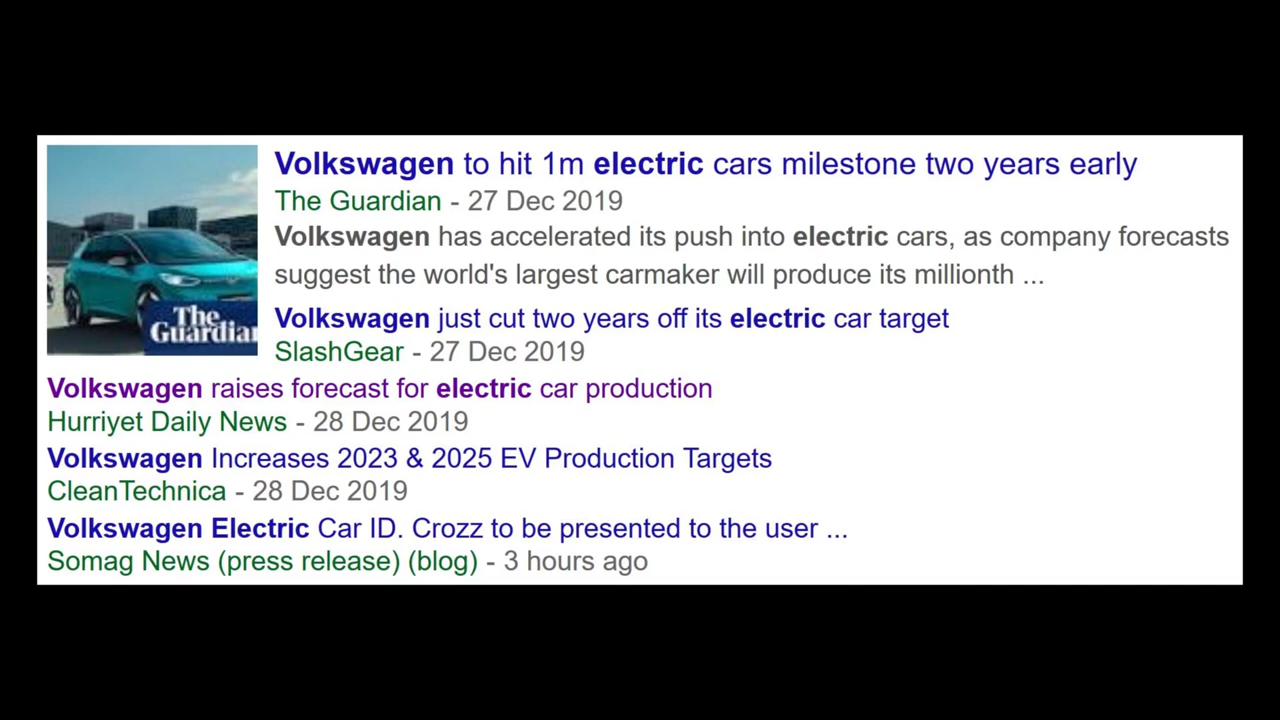 Volkswagen to hit 1m electric cars milestone two years early
The Guardian - 27 Dec 2019
Volkswagen has accelerated its push into electric cars, as company forecasts
suggest the world's largest carmaker will produce its millionth ...
The
Guardian
Volkswagen just cut two years off its electric car target
SlashGear - 27 Dec 2019
Volkswagen raises forecast for electric car production
Hurriyet Daily News - 28 Dec 2019
Volkswagen Increases 2023 & 2025 EV Production Targets
CleanTechnica - 28 Dec 2019
Volkswagen Electric Car ID. Crozz to be presented to the user ...
Somag News (press release) (blog) - 3 hours ago